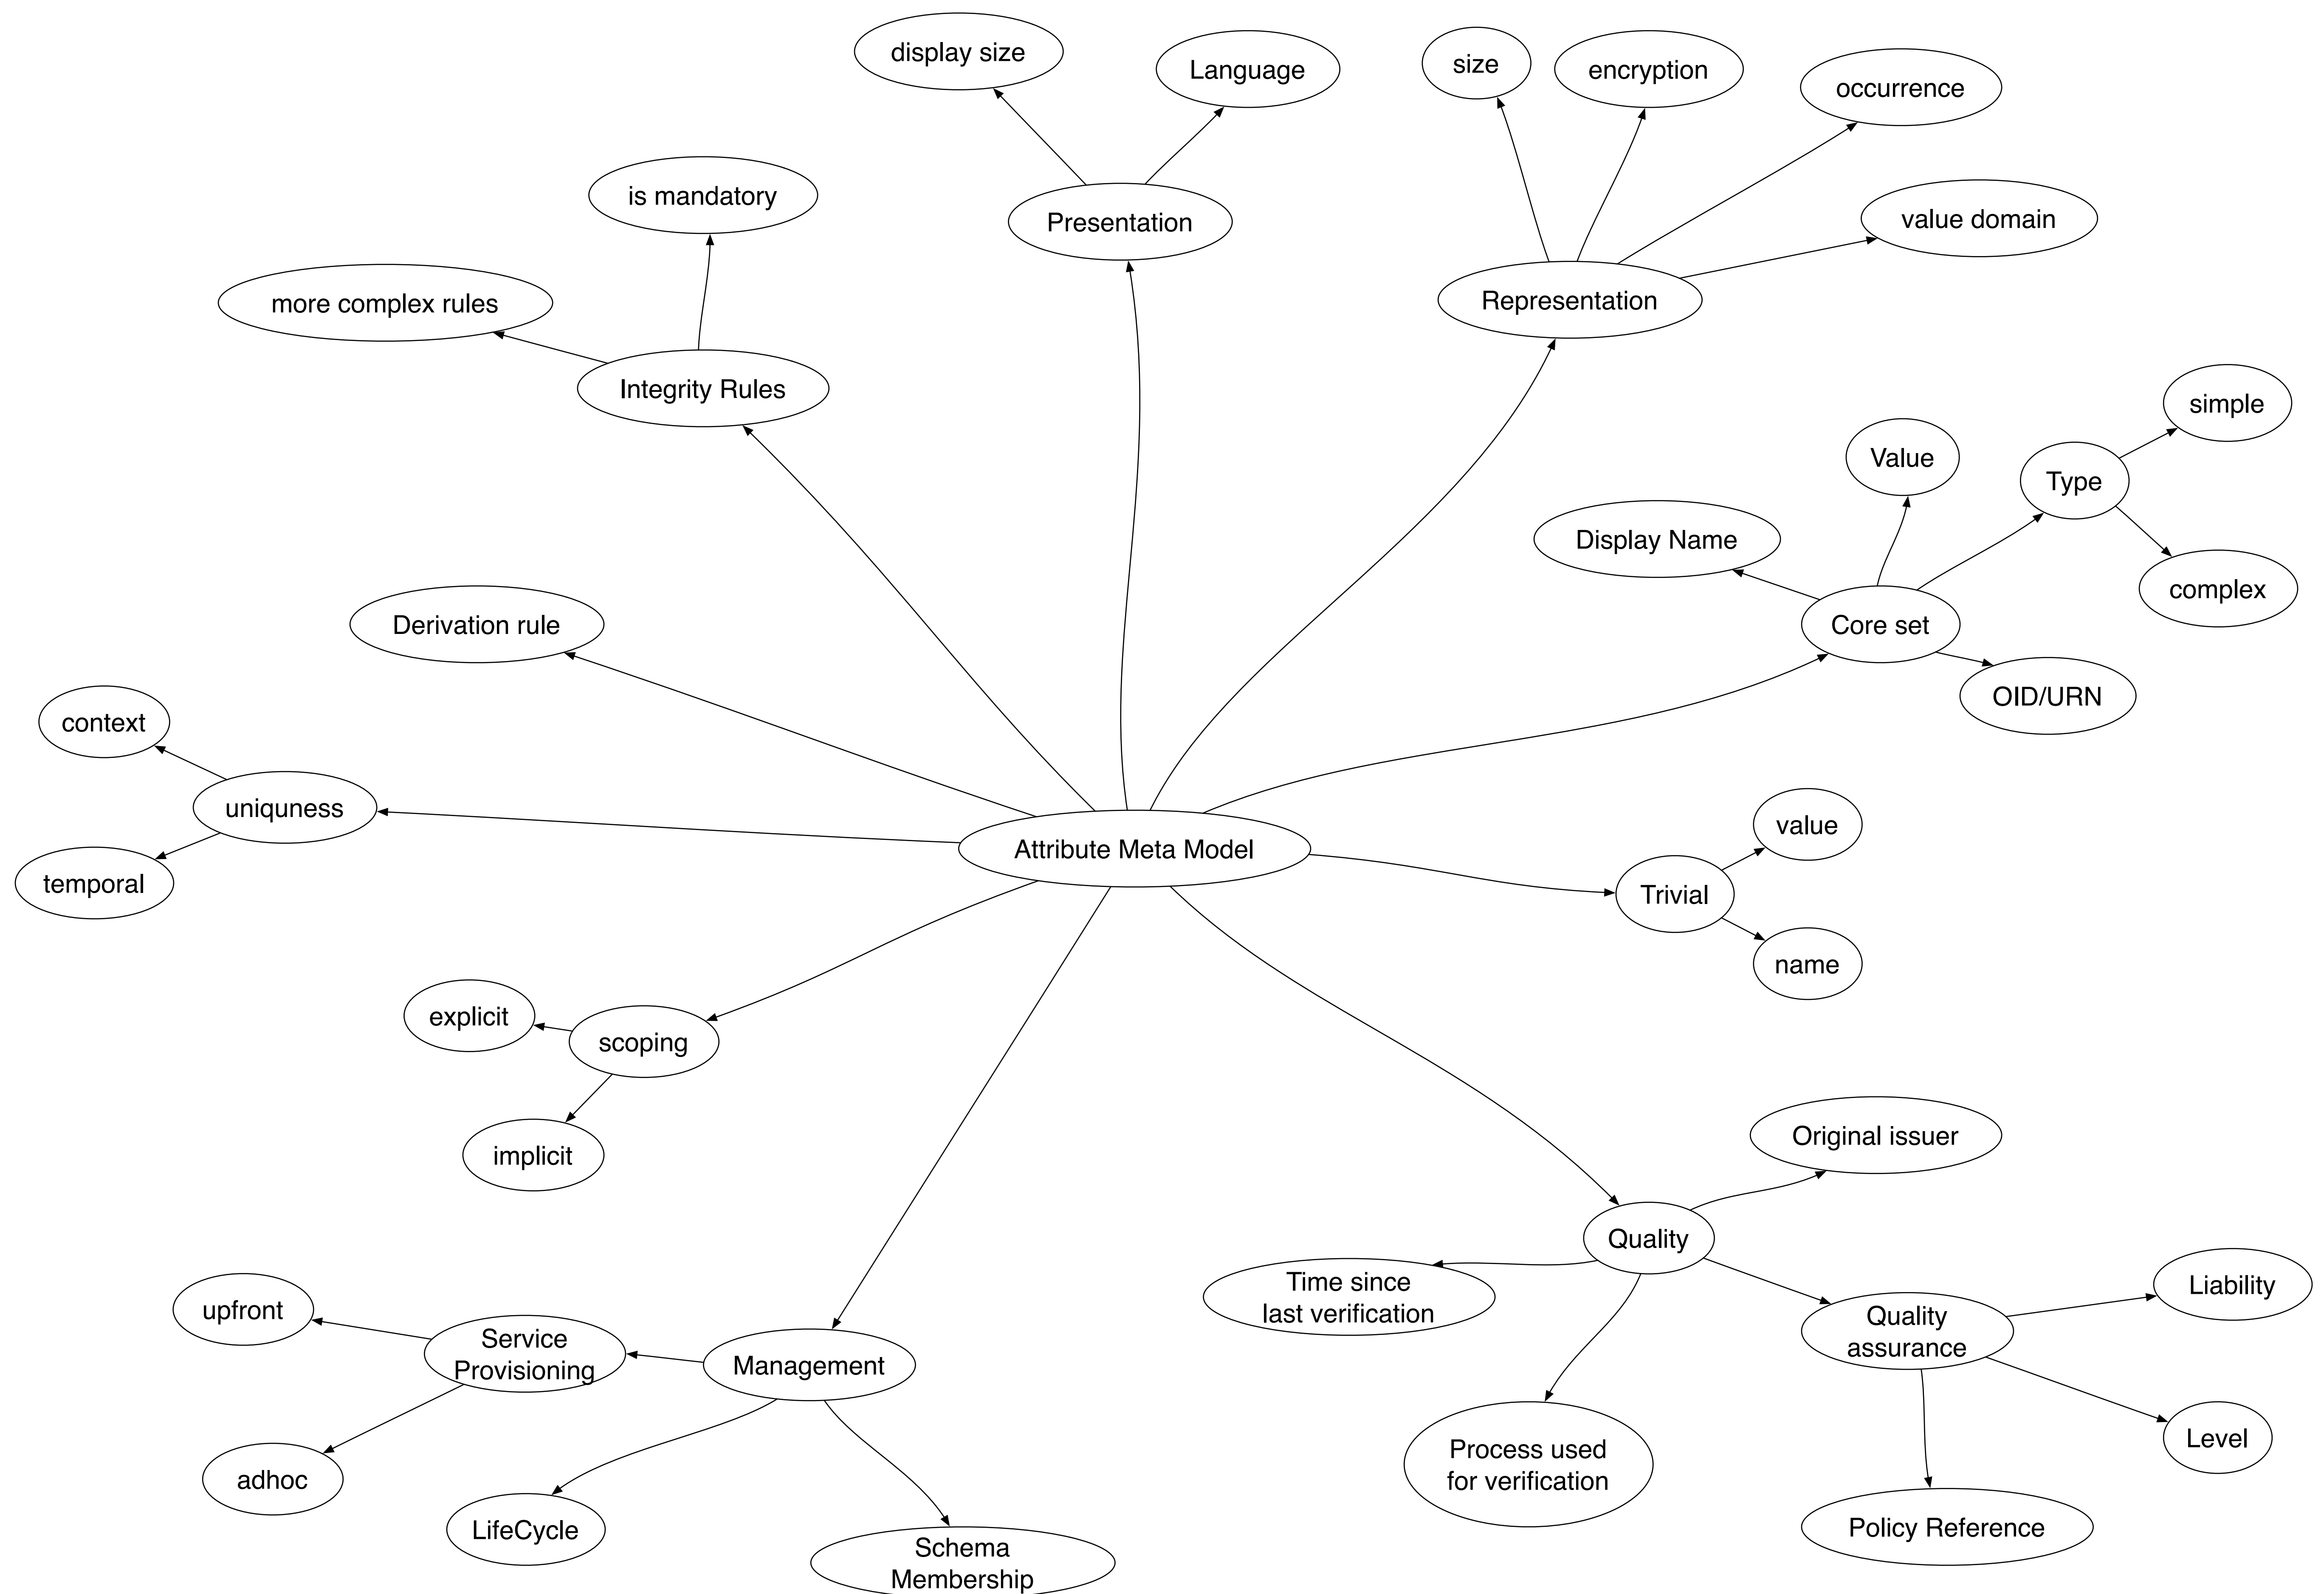 display size
Language
size
encryption
occurrence
is mandatory
Presentation
value domain
more complex rules
Representation
Integrity Rules
simple
Value
Type
Display Name
complex
Derivation rule
Core set
OID/URN
context
uniquness
value
Attribute Meta Model
temporal
Trivial
name
explicit
scoping
implicit
Original issuer
Quality
Time since
last verification
Liability
upfront
Quality
assurance
Service
Provisioning
Management
Level
Process used
for verification
adhoc
LifeCycle
Policy Reference
Schema
Membership